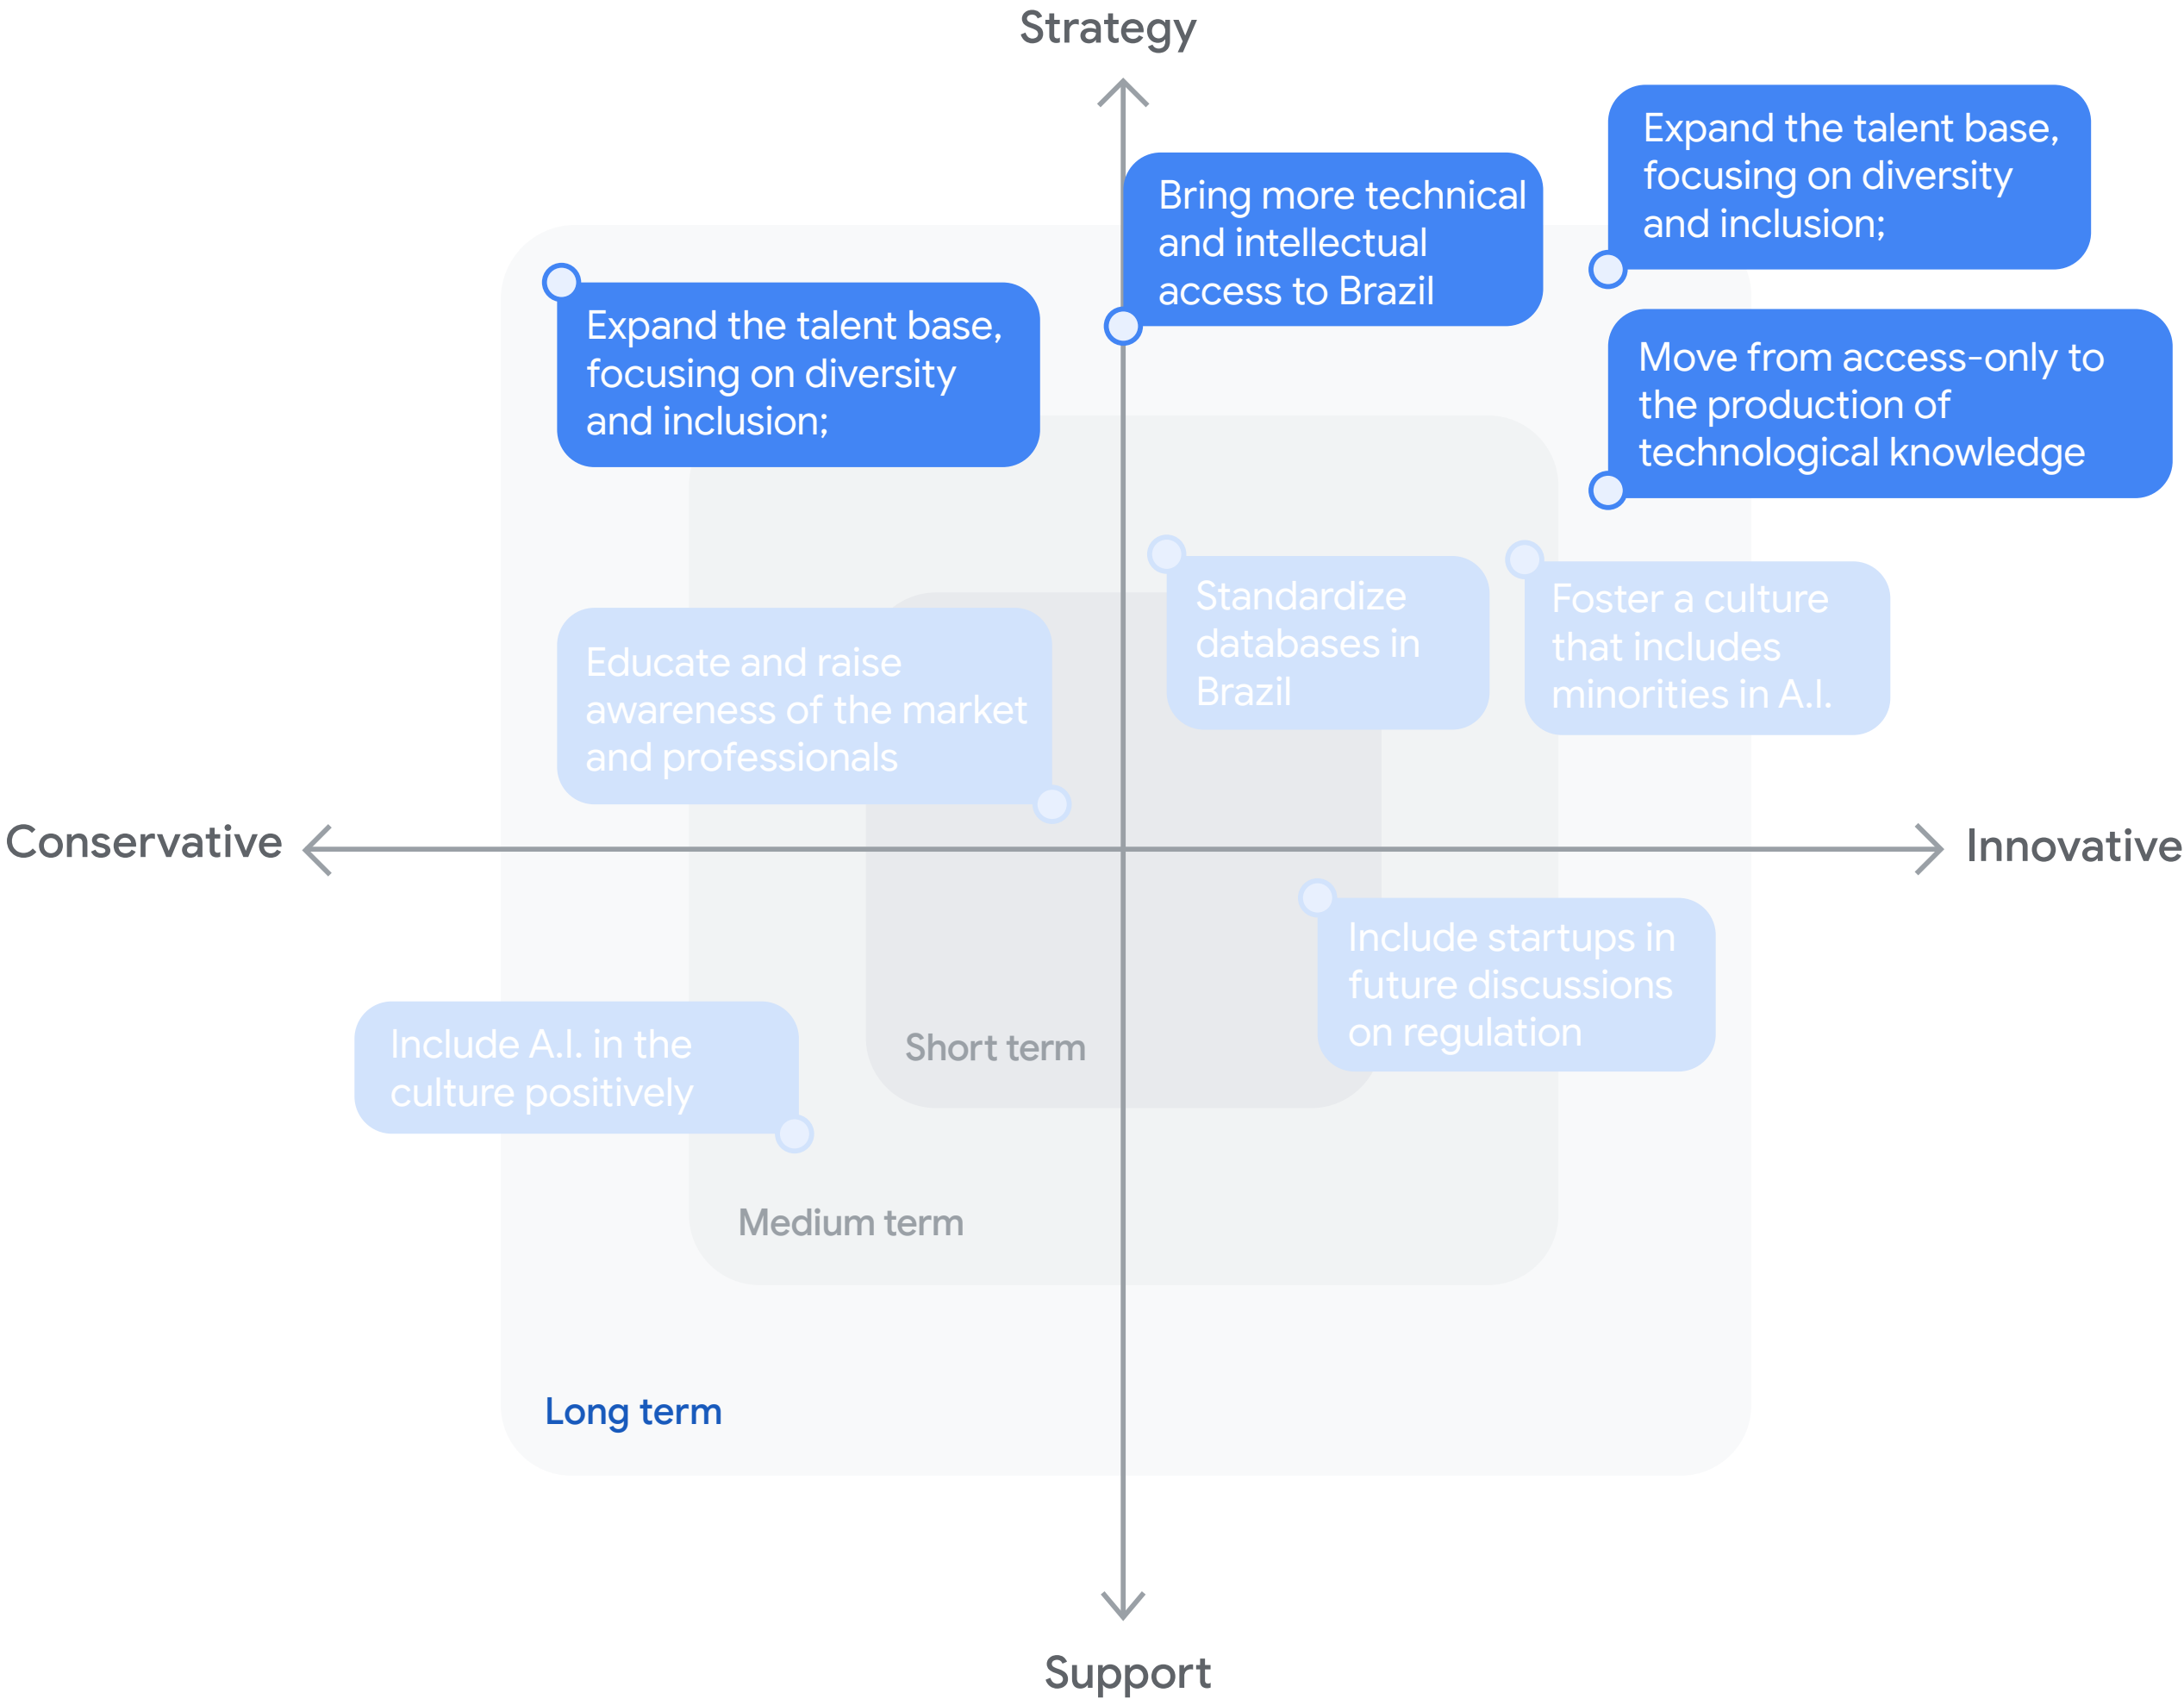 Strategy
Expand the talent base,
focusing on diversity
and inclusion;
Bring more technical
and intellectual
access to Brazil
Expand the talent base,
focusing on diversity
and inclusion;
Move from access-only to
the production of
technological knowledge
Educate and raise
awareness of the market
and professionals
Standardize
databases in
Brazil
Foster a culture
that includes
minorities in A.I.
Conservative
Innovative
Include startups in
future discussions
on regulation
Include A.I. in the
culture positively
Short term
Medium term
Long term
Support